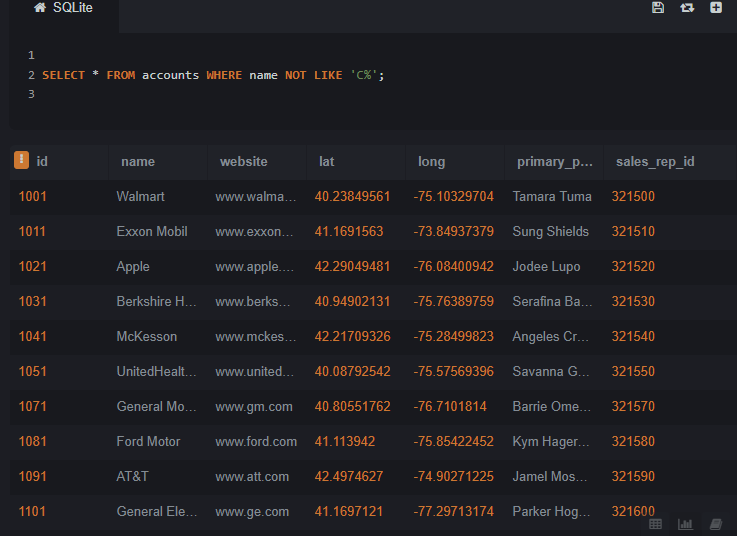 SQLite
1
2 SELECT * FROM accounts WHERE name NOT LIKE 'C%';
3
! id name website lat long primary_p... sales_rep_id
1001 Walmart www.walma... 40.23849561 -75.10329704 Tamara Tuma 321500
1011 Exxon Mobil www.exxon... 41.1691563 -73.84937379 Sung Shields 321510
1021 Apple www.apple.... 42.29049481 -76.08400942 Jodee Lupo 321520
1031 Berkshire H... www.berks... 40.94902131 -75.76389759 Serafina Ba... 321530
1041 McKesson www.mckes... 42.21709326 -75.28499823 Angeles Cr... 321540
1051 UnitedHealt... www.united... 40.08792542 -75.57569396 Savanna G... 321550
1071 General Mo... www.gm.com 40.80551762 -76.7101814 Barrie Ome... 321570
1081 Ford Motor www.ford.com 41.113942 -75.85422452 Kym Hager... 321580
1091 AT&T www.att.com 42.4974627 -74.90271225 Jamel Mos... 321590
1101 General Ele... www.ge.com 41.1697121 -77.29713174 Parker Hog... 321600